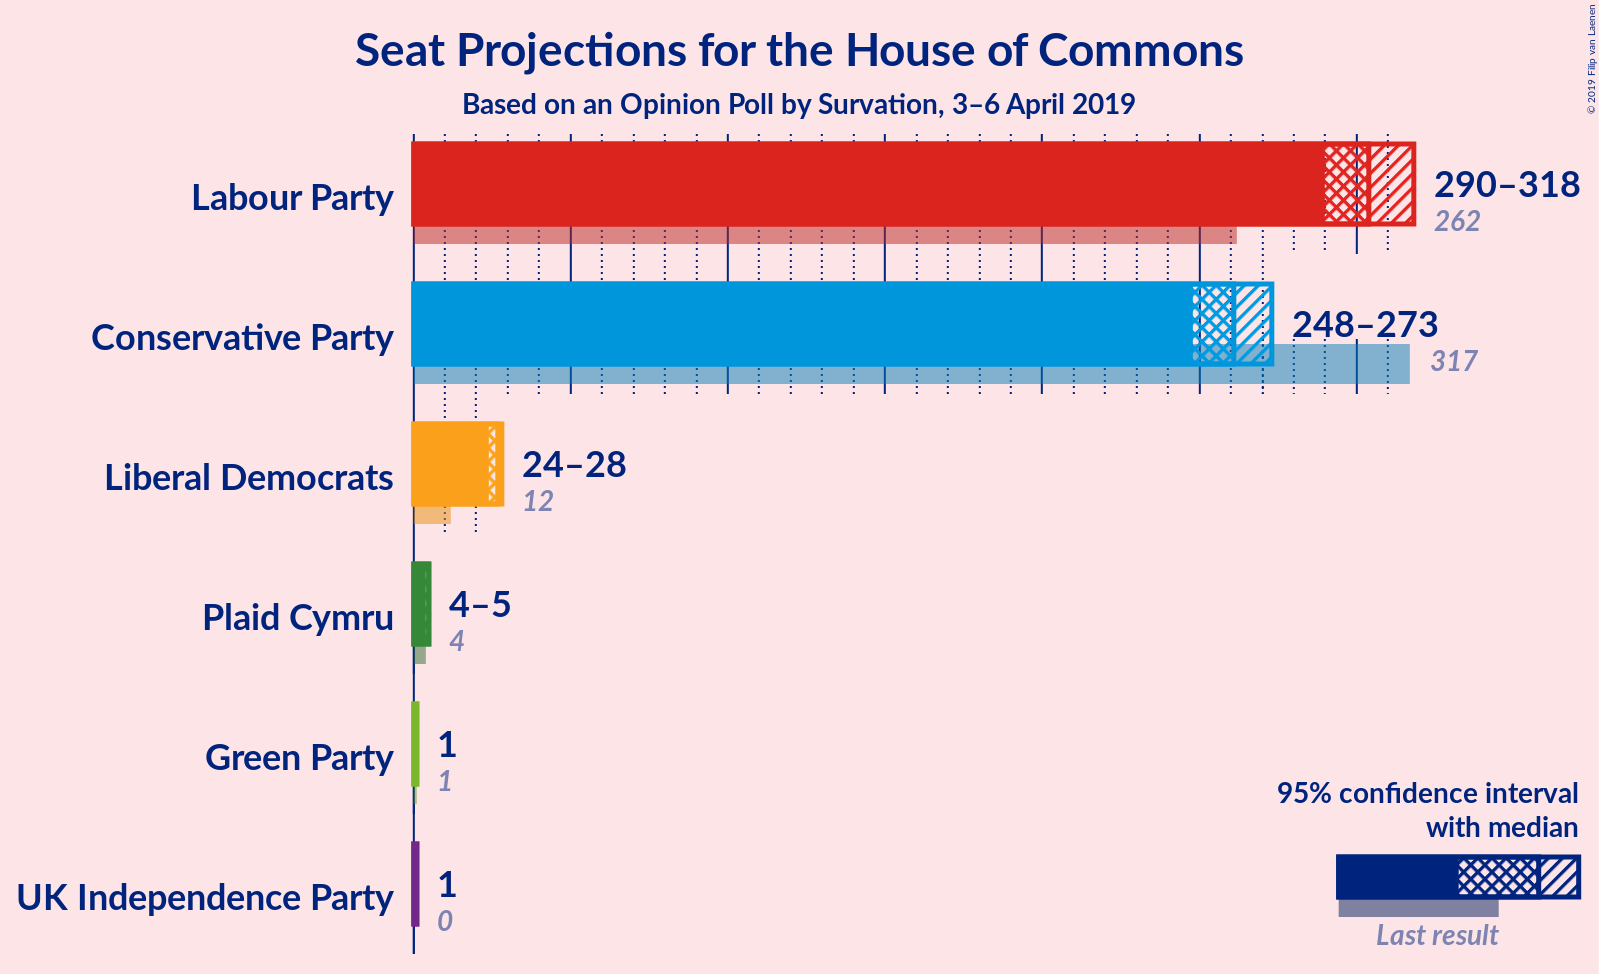 Seat Projections for the House of Commons
Based on an Opinion Poll by Survation, 3–6 April 2019
© 2019 Filip van Laenen
Labour Party
290–318
262
Conservative Party
248–273
317
Liberal Democrats
24–28
12
Plaid Cymru
4–5
4
Green Party
1
1
UK Independence Party
1
0
95% confidence interval
with median
Last result